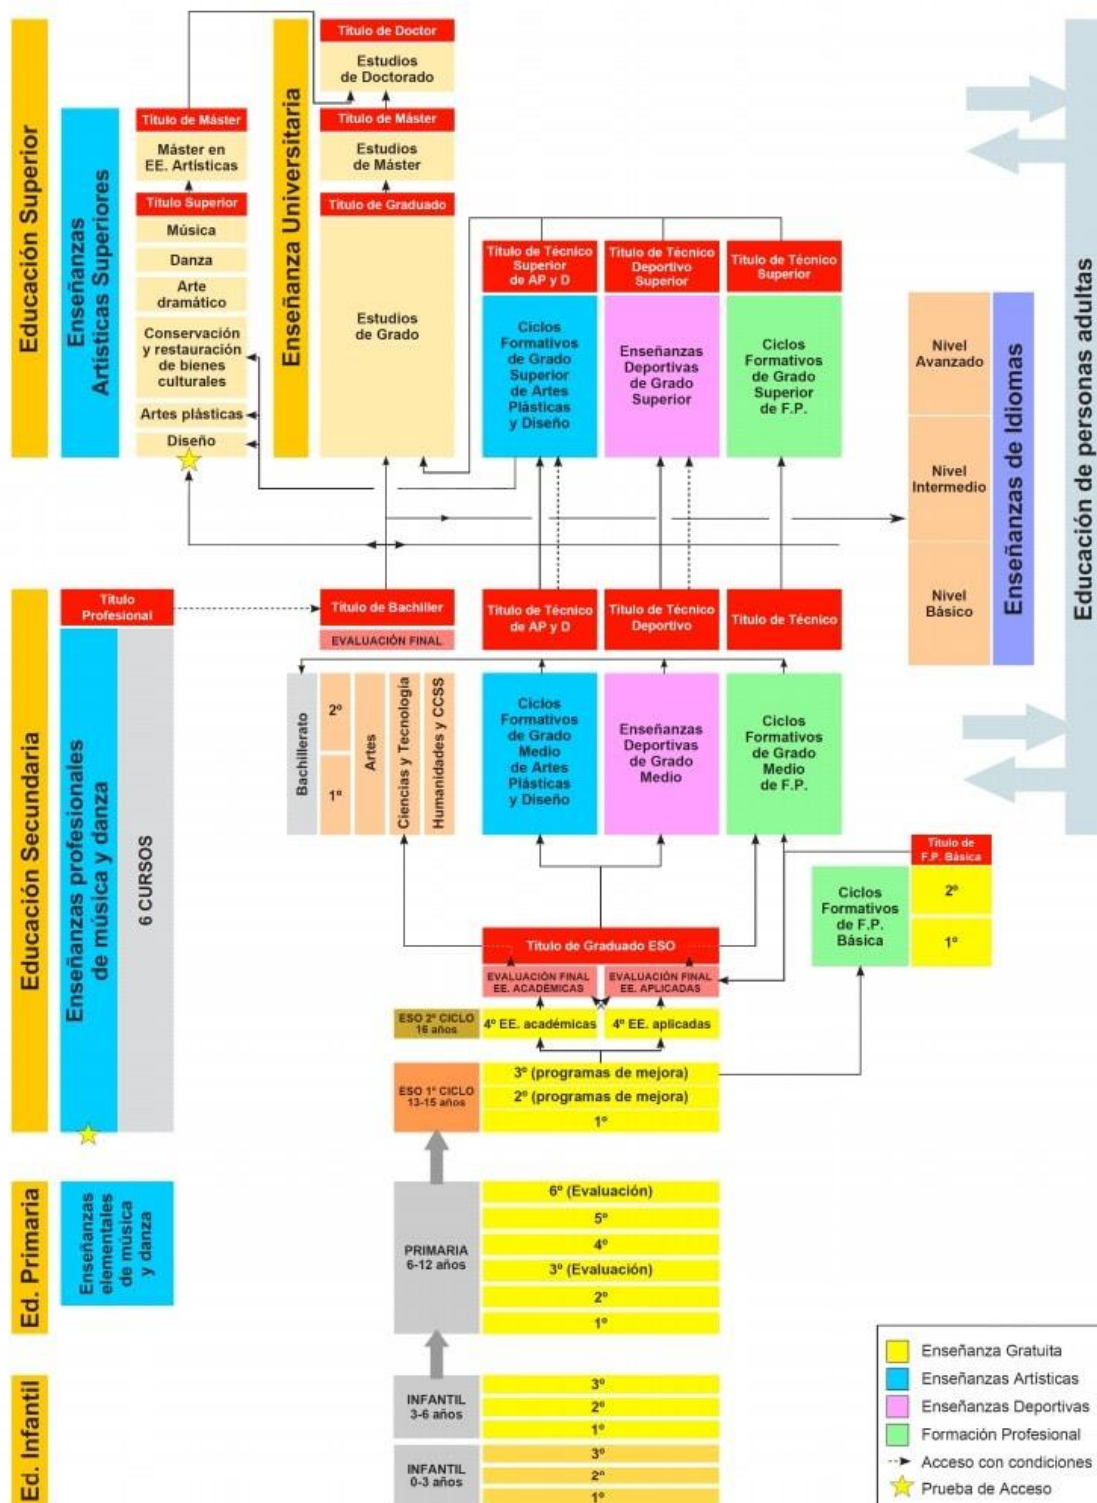 Educación Superior
Enseñanzas
Artísticas Superiores
Título de Máster
Máster en
EE. Artísticas
Título Superior
Música
Danza
Arte
dramático
Conservación
y restauración
de bienes
culturales
Artes plásticas
Diseño
Enseñanza Universitaria
Título de Doctor
Estudios
de Doctorado
Título de Máster
Estudios
de Máster
Título de Graduado
Estudios
de Grado
Título de Técnico
Superior
de AP y D
Ciclos
Formativos
de Grado
Superior
de Artes
Plásticas
y Diseño
Título de Técnico
Deportivo
Superior
Enseñanzas
Deportivas
de Grado
Superior
Título de Técnico
Superior
Ciclos
Formativos
de Grado
Superior
de F.P.
Nivel
Avanzado
Nivel
Intermedio
Nivel
Básico
Enseñanzas de Idiomas
Educación de personas adultas
Educación Secundaria
Título
Profesional
Enseñanzas profesionales
de música y danza
6 CURSOS
Título de Bachiller
EVALUACIÓN FINAL
Bachillerato
2º
1º
Artes
Ciencias y Tecnología
Humanidades y CCSS
Título de Técnico
de AP y D
Ciclos
Formativos
de Grado
Medio
de Artes
Plásticas
y Diseño
Título de Técnico
Deportivo
Enseñanzas
Deportivas
de Grado
Medio
Título de Técnico
Ciclos
Formativos
de Grado
Medio
de F.P.
Título de
F.P. Básica
Ciclos
Formativos
de F.P.
Básica
2º
1º
Título de Graduado ESO
EVALUACIÓN FINAL
EE. ACADÉMICAS
EVALUACIÓN FINAL
EE. APLICADAS
ESO 2º CICLO
16 años
4º EE. académicas
4º EE. aplicadas
ESO 1º CICLO
13-15 años
3º (programas de mejora)
2º (programas de mejora)
1º
Ed. Primaria
Enseñanzas
elementales
de música
y danza
PRIMARIA
6-12 años
6º (Evaluación)
5º
4º
3º (Evaluación)
2º
1º
Ed. Infantil
INFANTIL
3-6 años
3º
2º
1º
INFANTIL
0-3 años
3º
2º
1º
Enseñanza Gratuita
Enseñanzas Artísticas
Enseñanzas Deportivas
Formación Profesional
Acceso con condiciones
Prueba de Acceso